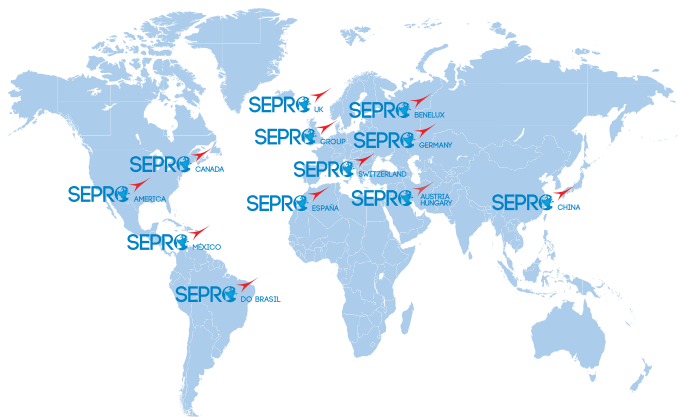 SEPRO UK
SEPRO BENELUX
SEPRO GROUP
SEPRO GERMANY
SEPRO CANADA
SEPRO SWITZERLAND
SEPRO AMERICA
SEPRO ESPAÑA
SEPRO AUSTRIA
HUNGARY
SEPRO CHINA
SEPRO MÉXICO
SEPRO DO BRASIL